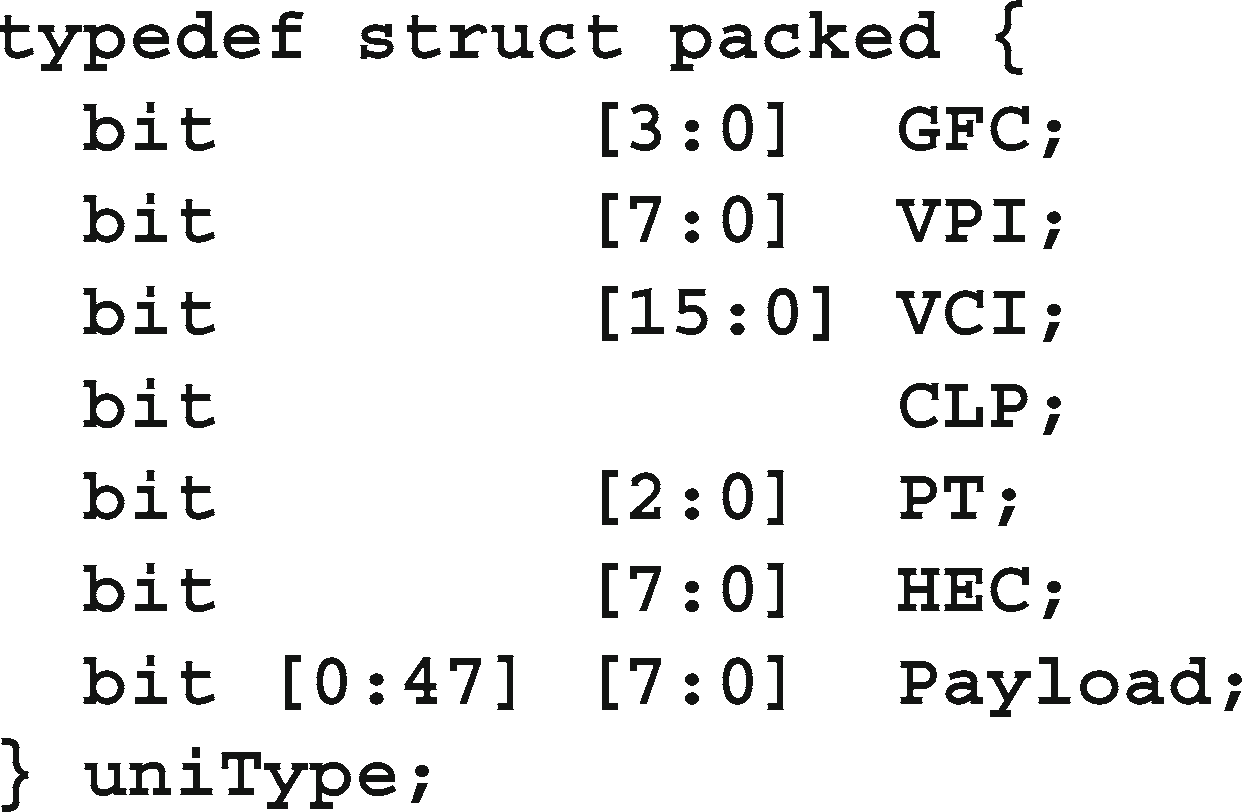 typedef struct packed {
  bit        [3:0]  GFC;
  bit        [7:0]  VPI;
  bit        [15:0] VCI;
  bit               CLP;
  bit        [2:0]  PT;
  bit        [7:0]  HEC;
  bit [0:47] [7:0]  Payload;
} uniType;